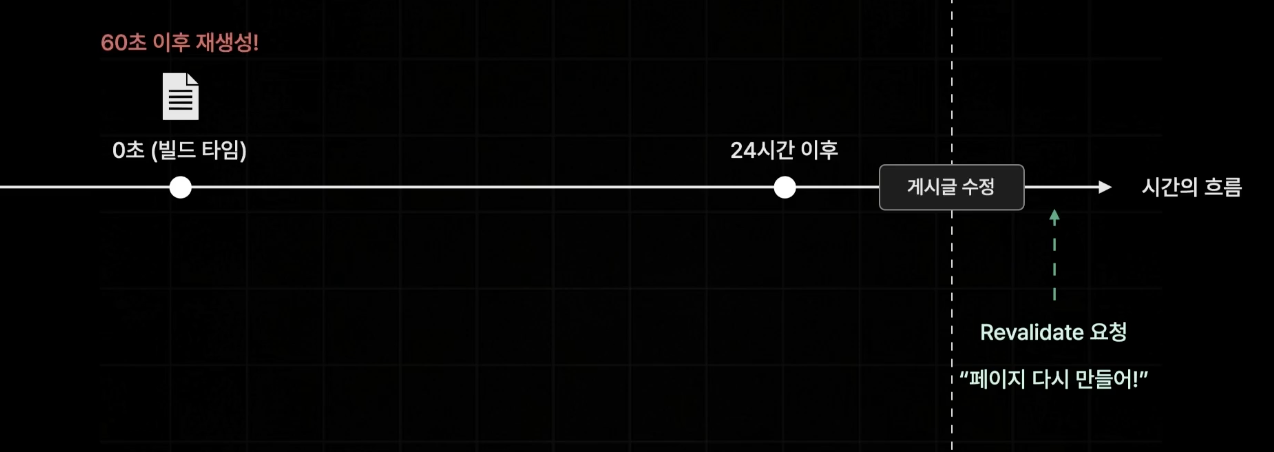 60초 이후 재생성!
0초 (빌드 타임)
24시간 이후
게시글 수정
시간의 흐름
Revalidate 요청
“페이지 다시 만들어!”